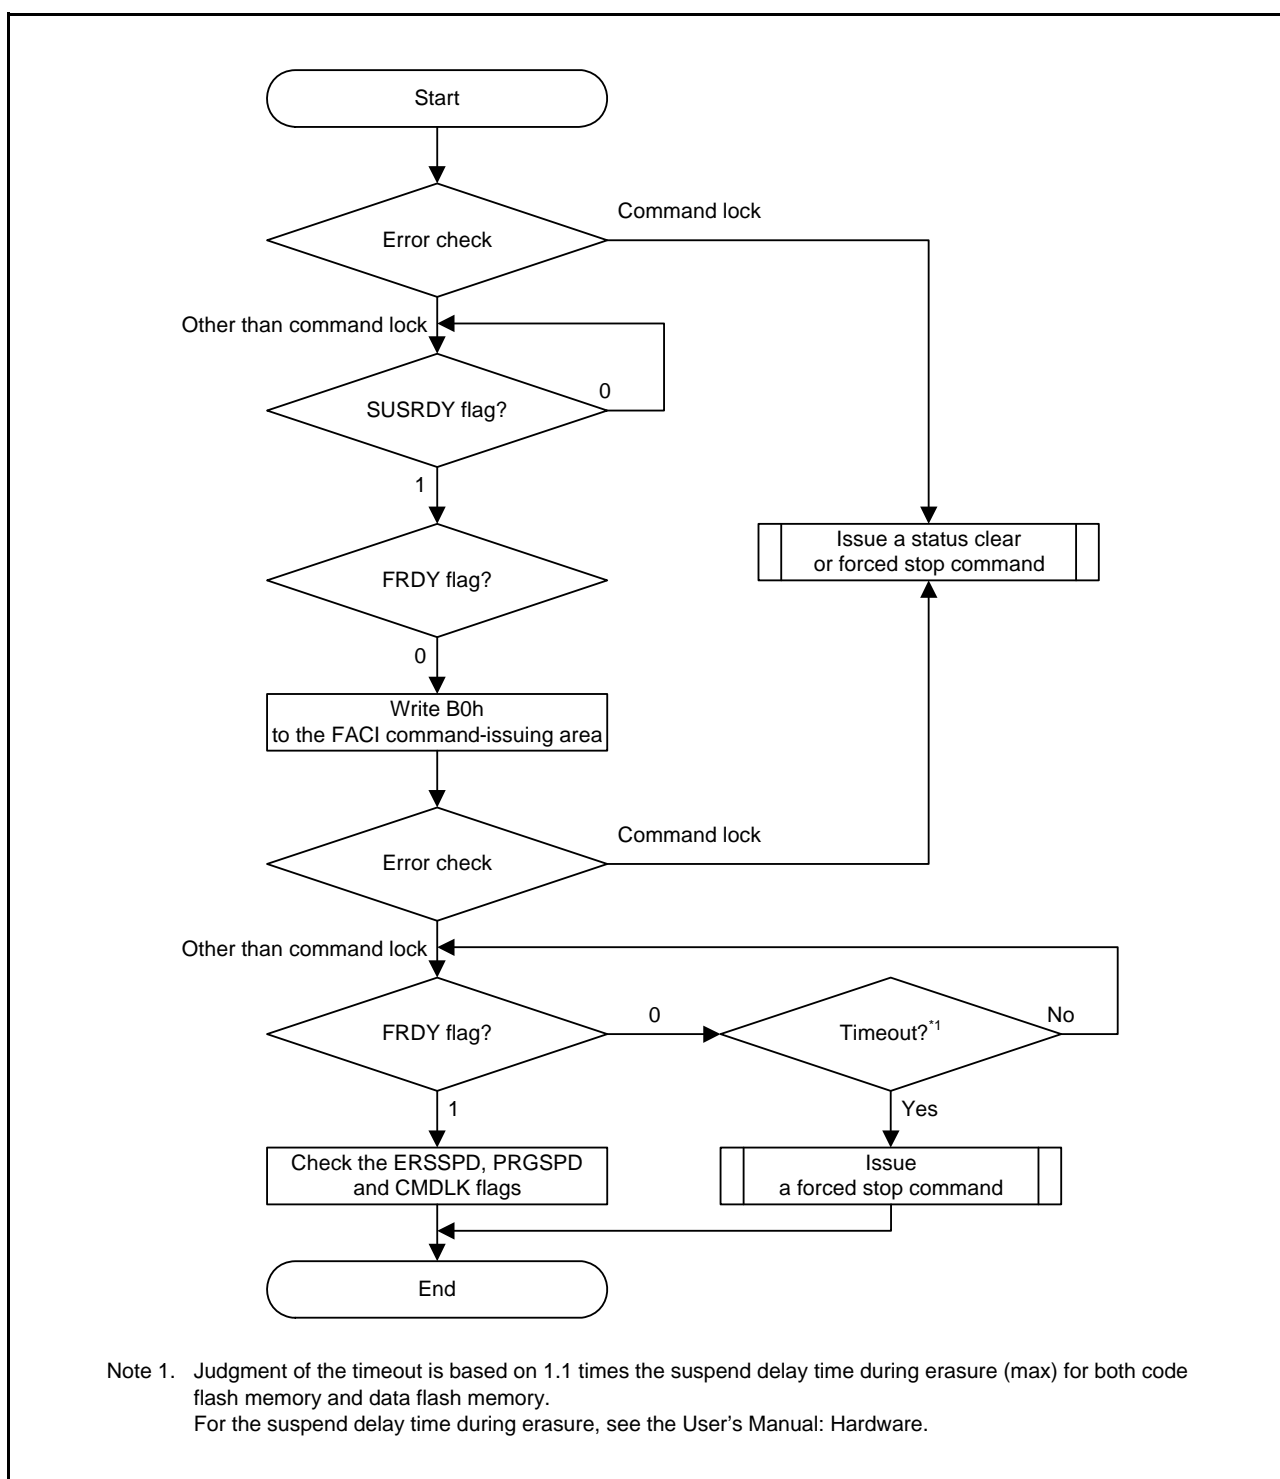 Start
Error check
Command lock
Other than command lock
SUSRDY flag?
0
1
FRDY flag?
0
Issue a status clear
or forced stop command
Write B0h
to the FACI command-issuing area
Error check
Command lock
Other than command lock
FRDY flag?
0
Timeout?*1
No
1
Yes
Check the ERSSPD, PRGSPD
and CMDLK flags
Issue
a forced stop command
End
Note 1. Judgment of the timeout is based on 1.1 times the suspend delay time during erasure (max) for both code
flash memory and data flash memory.
For the suspend delay time during erasure, see the User's Manual: Hardware.